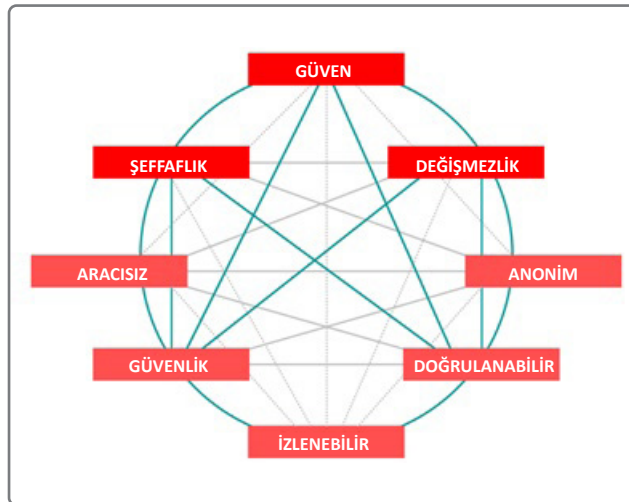 GÜVEN
ŞEFFAFLIK
DEĞİŞMEZLİK
ARACISIZ
ANONİM
GÜVENLİK
DOĞRULANABİLİR
İZLENEBİLİR